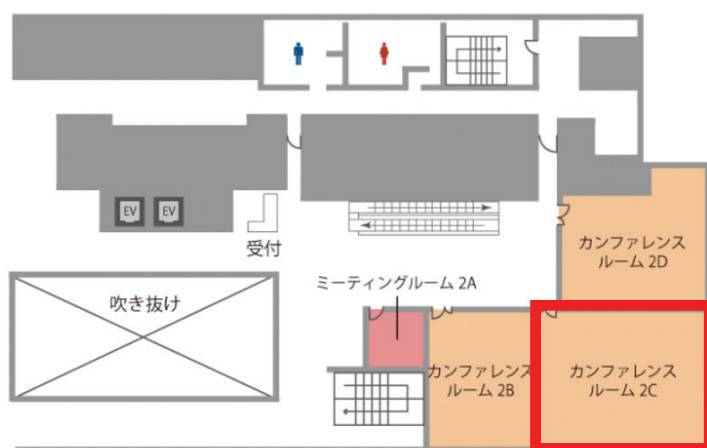 EV
EV
受付
カンファレンス
ルーム 2D
ミーティングルーム 2A
吹き抜け
カンファレンス
ルーム 2B
カンファレンス
ルーム 2C